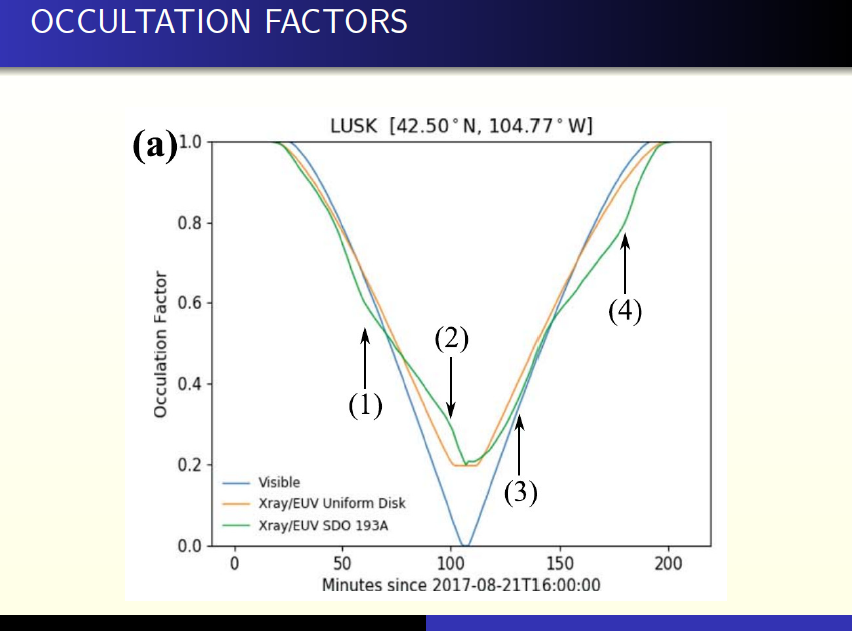 OCCULTATION FACTORS
LUSK [42.50°N, 104.77°W]
(a)
1.0
0.8
0.6
0.4
0.2
0.0
Occulation Factor
(1)
(2)
(3)
(4)
Visible
Xray/EUV Uniform Disk
Xray/EUV SDO 193A
0 50 100 150 200
Minutes since 2017-08-21T16:00:00